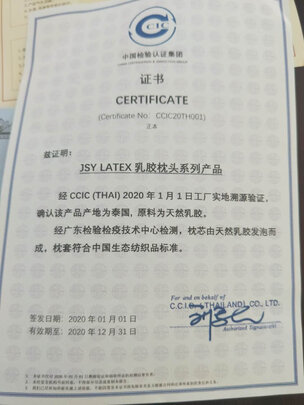 CCIC
中国检验认证集团
证书
CERTIFICATE
(Certificate No.: CCIC20TH001)
正本
兹证明:
JSY LATEX 乳胶枕头系列产品
经 CCIC (THAI) 2020 年 1 月 1 日工厂实地溯源验证,
确认该产品产地为泰国,原料为天然乳胶。
经广东检验检疫技术中心检测,枕芯由天然乳胶发泡而
成,枕套符合中国生态纺织品标准。
For and on behalf of
C.C.I.C. (THAILAND) CO., LTD.
签发日期:2020 年 01 月 01 日
有效期至:2020 年 12 月 31 日
Authorized Signature(s)